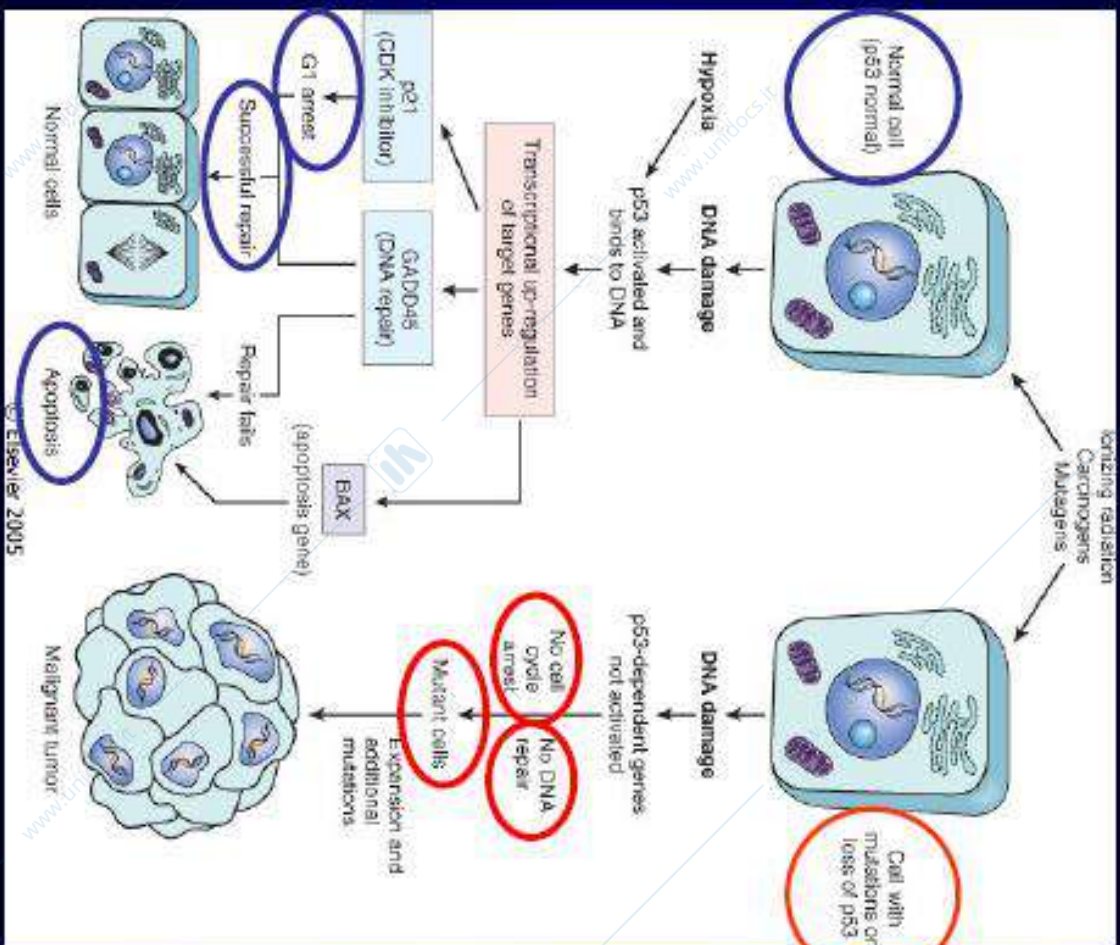 Ionizing radiation
Carcinogens
Mutagens
Normal cell
(p53 normal)
Cell with
mutations or
loss of p53
Hypoxia
DNA damage
p53 activated and
binds to DNA
Transcriptional up-regulation
of target genes
p21
(CDK inhibitor)
GADD45
(DNA repair)
BAX
(apoptosis gene)
G1 arrest
Successful repair
Repair fails
Normal cells
Apoptosis
DNA damage
p53-dependent genes
not activated
No cell
cycle
arrest
No DNA
repair
Mutant cells
Expansion and
additional
mutations
Malignant tumor
© Elsevier 2005
www.unidocs.it